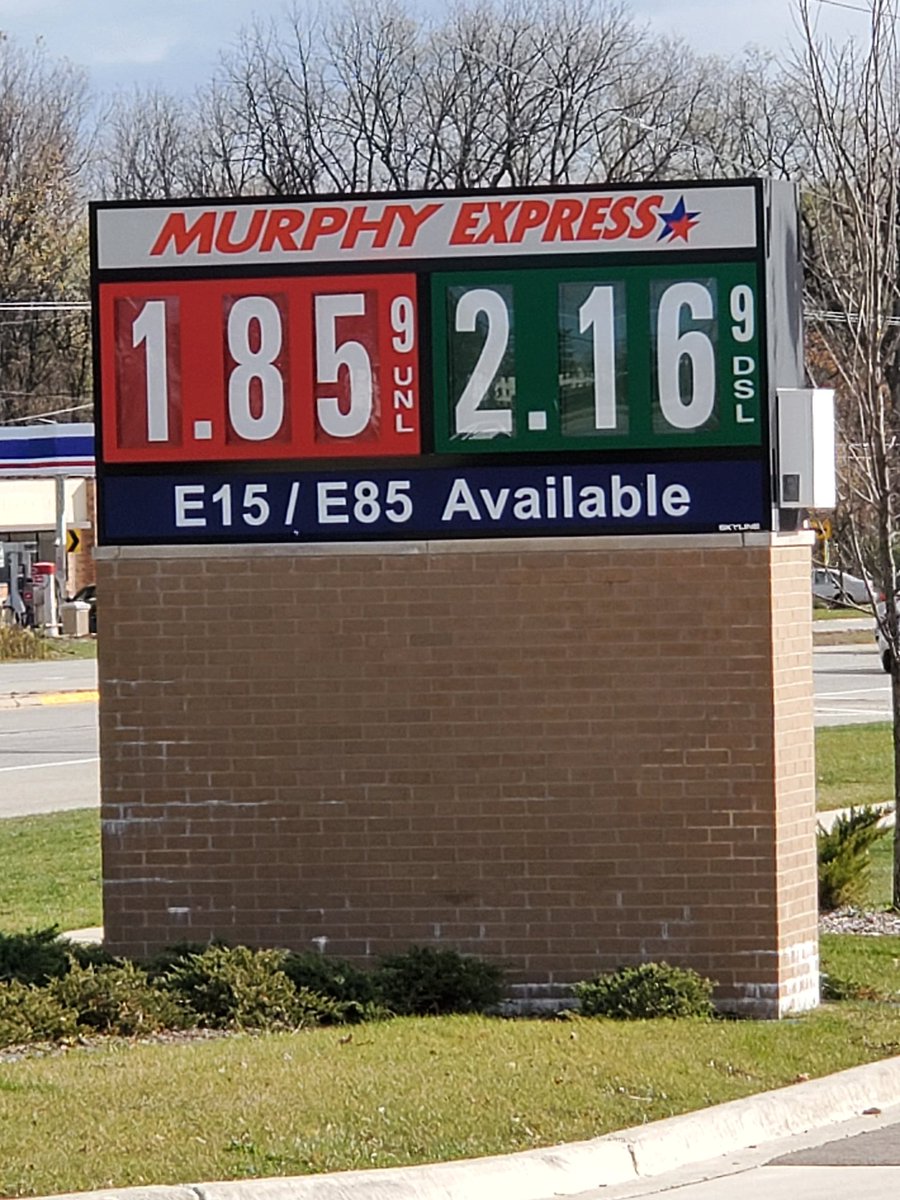 MURPHY EXPRESS
1.85 9 UNL 2.16 9 DSL
E15 / E85 Available
SKYLINE